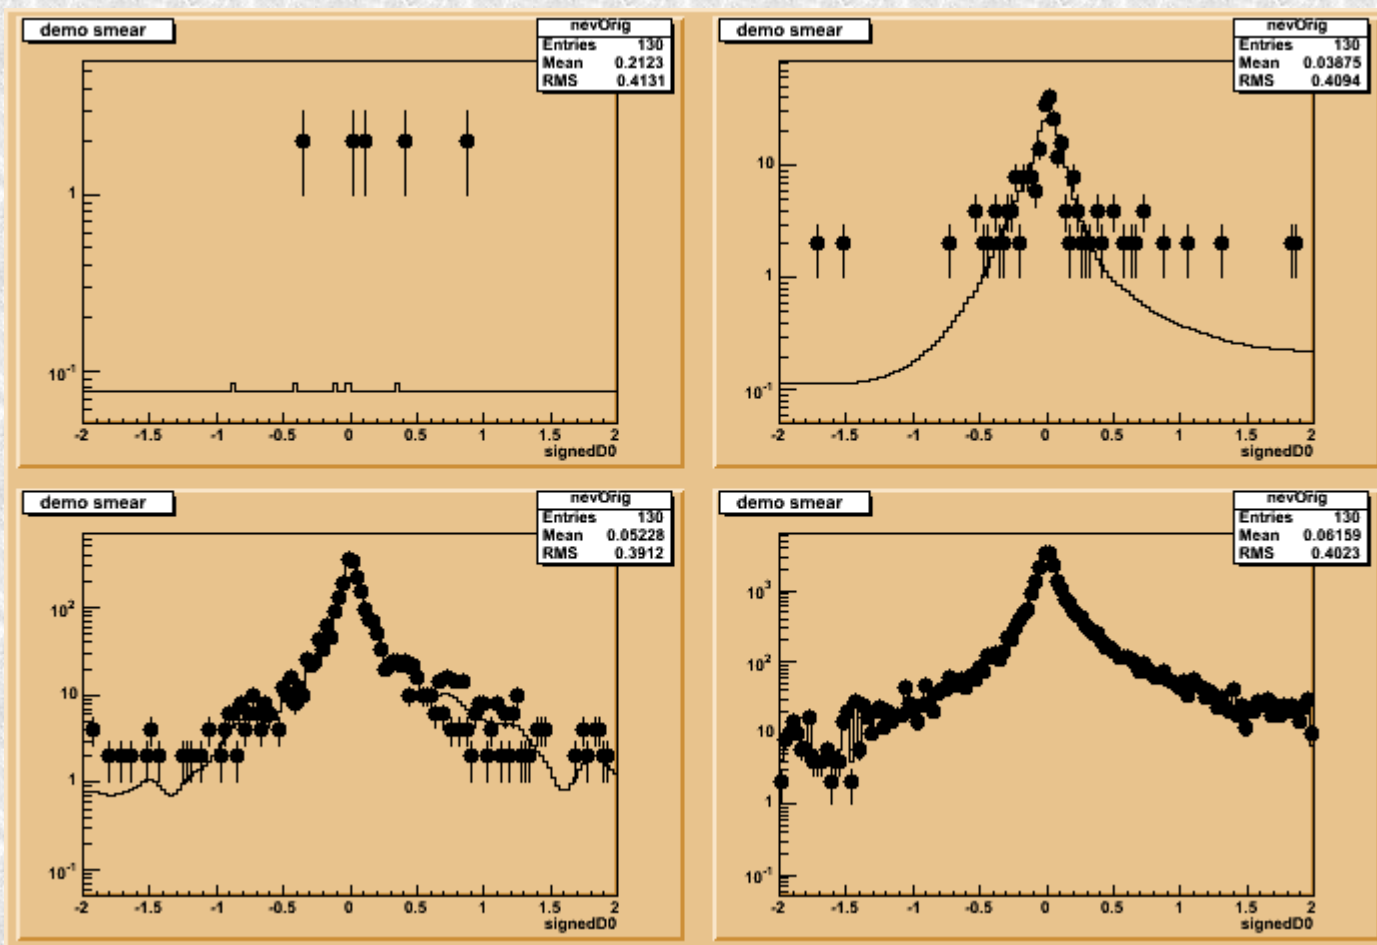 demo smear
nevOrig
Entries 130
Mean 0.2123
RMS 0.4131
1
10-1
-2 -1.5 -1 -0.5 0 0.5 1 1.5 2
signedD0
demo smear
nevOrig
Entries 130
Mean 0.03875
RMS 0.4094
10
1
10-1
-2 -1.5 -1 -0.5 0 0.5 1 1.5 2
signedD0
demo smear
nevOrig
Entries 130
Mean 0.05228
RMS 0.3912
102
10
1
10-1
-2 -1.5 -1 -0.5 0 0.5 1 1.5 2
signedD0
demo smear
nevOrig
Entries 130
Mean 0.06159
RMS 0.4023
103
102
10
1
10-1
-2 -1.5 -1 -0.5 0 0.5 1 1.5 2
signedD0